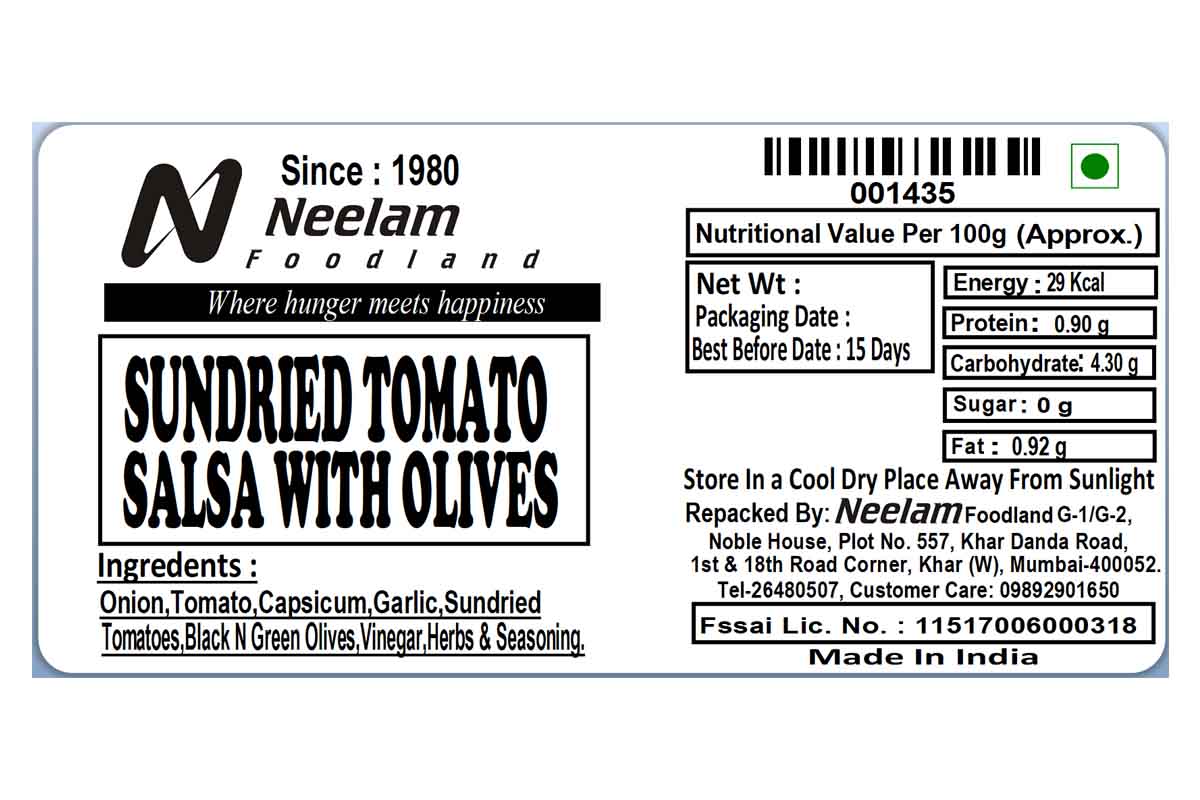 Since : 1980
Neelam
Foodland
Where hunger meets happiness
SUNDRIED TOMATO
SALSA WITH OLIVES
Ingredents :
Onion,Tomato,Capsicum,Garlic,Sundried
Tomatoes,Black N Green Olives,Vinegar,Herbs & Seasoning.
001435
Nutritional Value Per 100g (Approx.)
Net Wt :
Packaging Date :
Best Before Date : 15 Days
Energy : 29 Kcal
Protein: 0.90 g
Carbohydrate: 4.30 g
Sugar: 0 g
Fat : 0.92 g
Store In a Cool Dry Place Away From Sunlight
Repacked By: Neelam Foodland G-1/G-2,
Noble House, Plot No. 557, Khar Danda Road,
1st & 18th Road Corner, Khar (W), Mumbai-400052.
Tel-26480507, Customer Care: 09892901650
Fssai Lic. No. : 11517006000318
Made In India